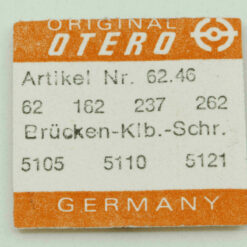 ORIGINAL
OTERO
Artikel Nr. 62.46
62 162 237 262
Brücken-Klb.-Schr.
5105 5110 5121
GERMANY